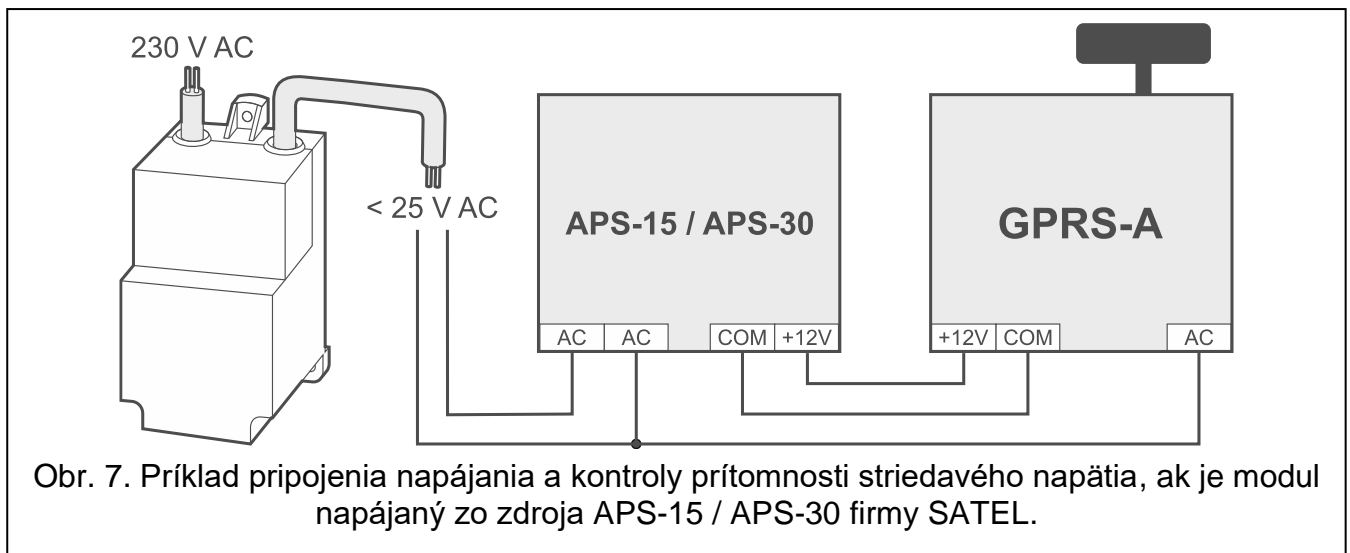 230 V AC
< 25 V AC
APS-15 / APS-30
GPRS-A
AC AC COM +12V
+12V COM AC
Obr. 7. Príklad pripojenia napájania a kontroly prítomnosti striedavého napätia, ak je modul
napájaný zo zdroja APS-15 / APS-30 firmy SATEL.